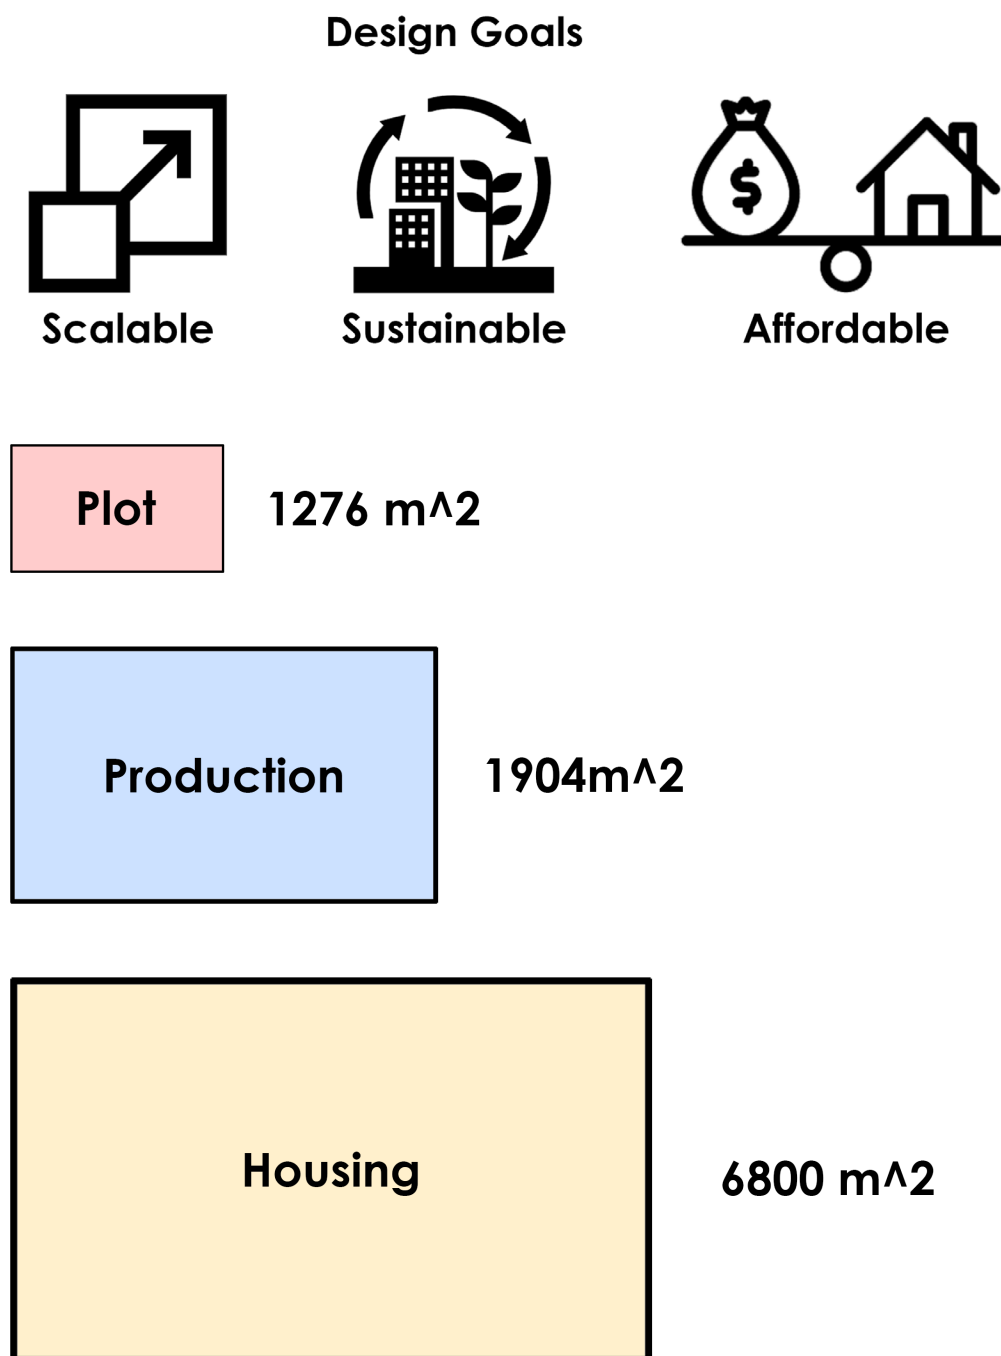 Design Goals
$
Scalable
Sustainable
Affordable
Plot
1276 m^2
Production
1904m^2
Housing
6800 m^2